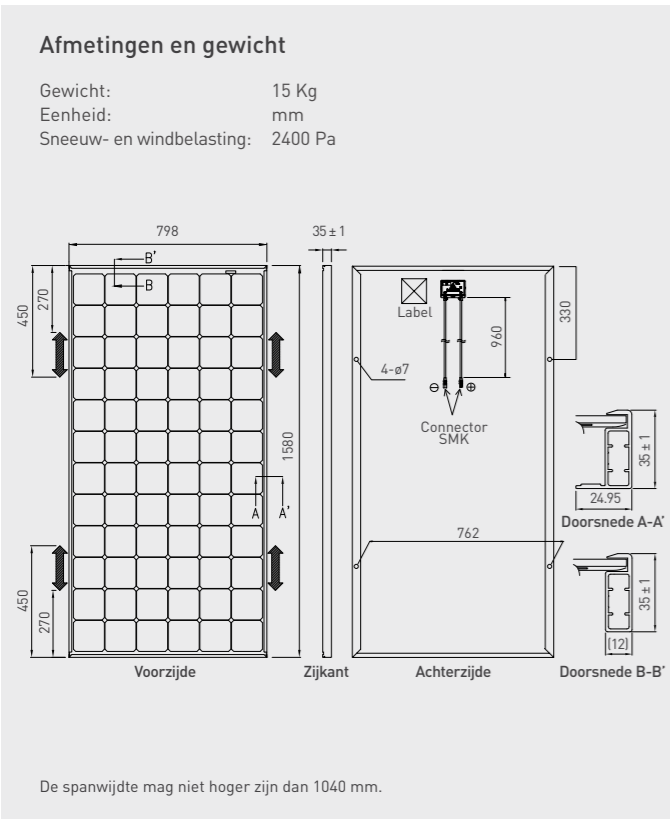 Afmetingen en gewicht
Gewicht: 15 Kg
Eenheid: mm
Sneeuw- en windbelasting: 2400 Pa
798
35 ± 1
B'
B
450
270
1580
A
A'
450
270
Label
960
330
4-ø7
⊖ ⊕
Connector
SMK
762
35 ± 1
24.95
Doorsnede A-A'
35 ± 1
(12)
Voorzijde
Zijkant
Achterzijde
Doorsnede B-B'
De spanwijdte mag niet hoger zijn dan 1040 mm.